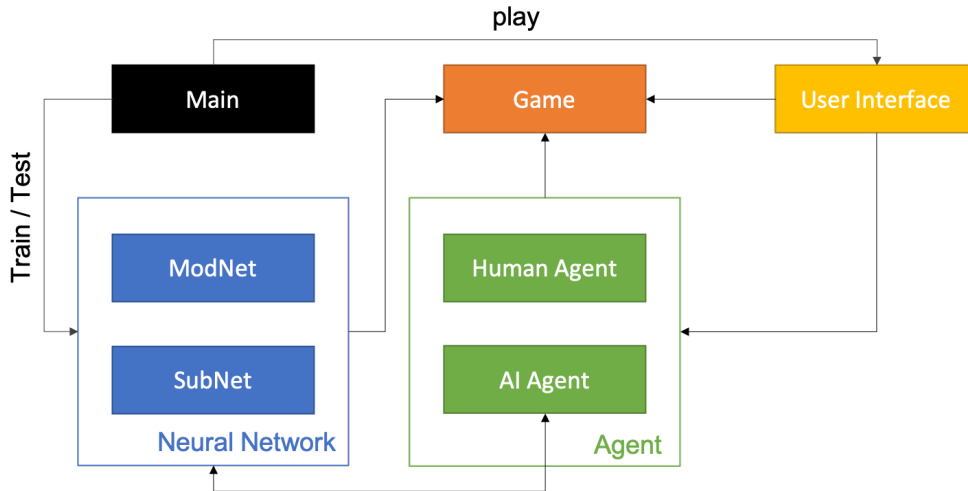 play
Main
Game
User Interface
Train / Test
ModNet
Human Agent
SubNet
AI Agent
Neural Network
Agent